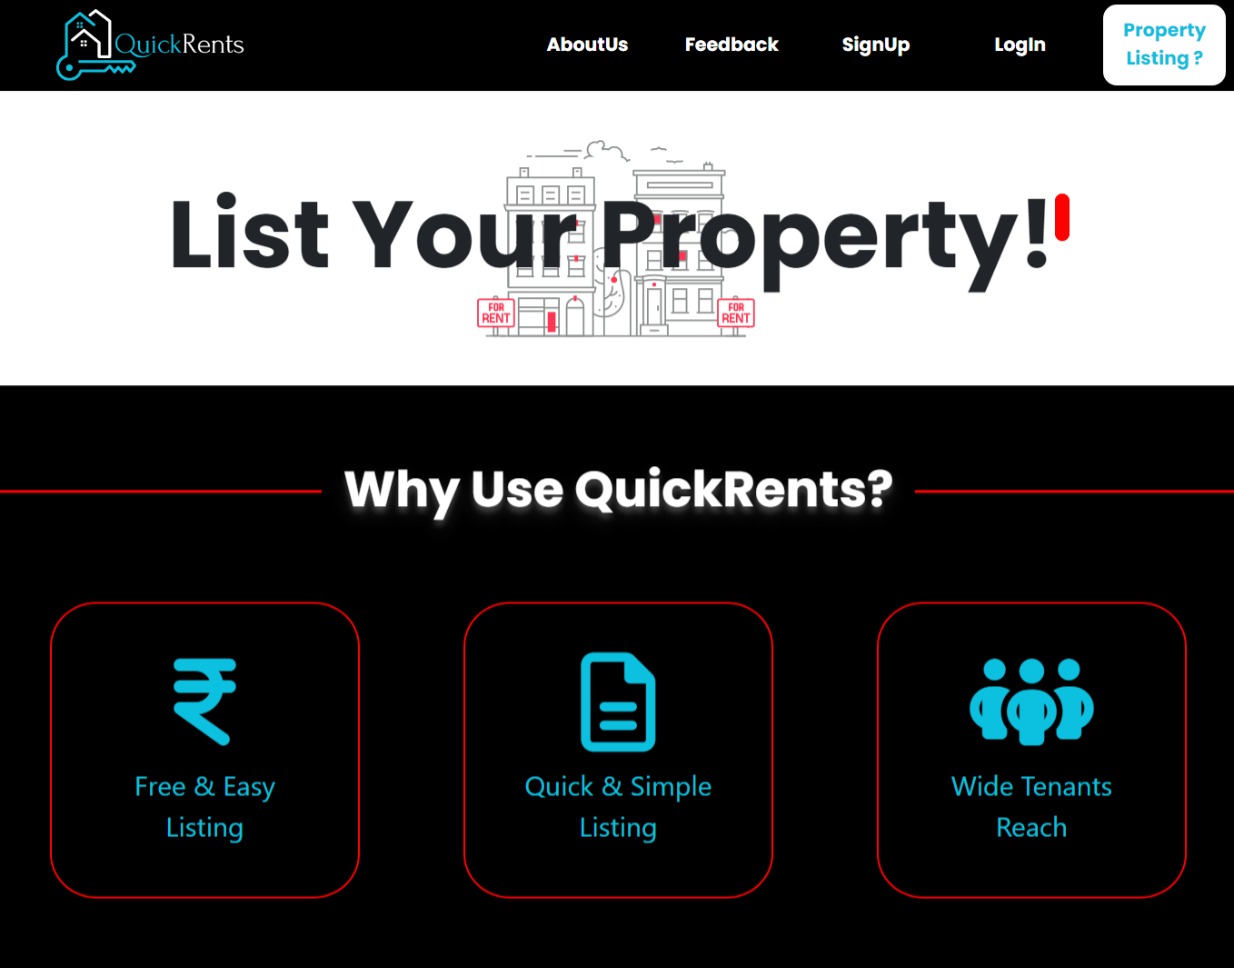 QuickRents
AboutUs
Feedback
SignUp
LogIn
Property
Listing ?
List Your Property!
FOR
RENT
FOR
RENT
Why Use QuickRents?
Free & Easy
Listing
Quick & Simple
Listing
Wide Tenants
Reach